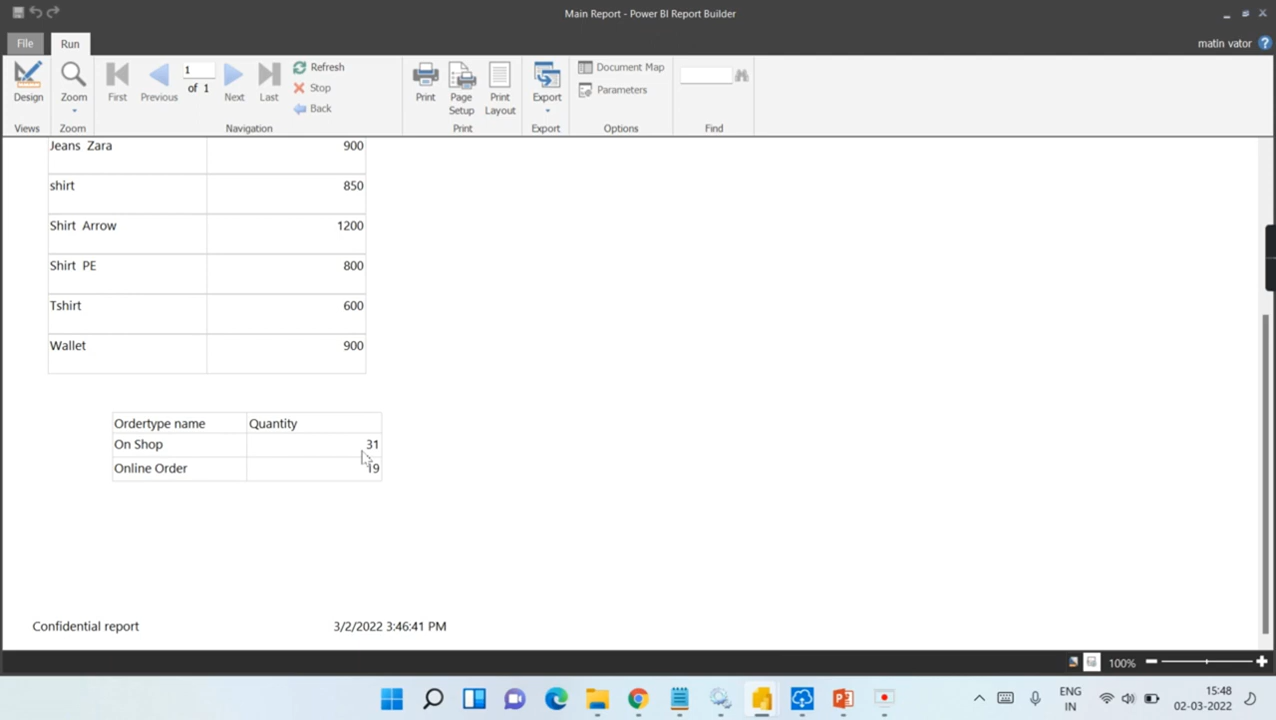 Main Report - Power BI Report Builder
File Run matin vator
1
of 1
Refresh
Stop
Back
Design Zoom First Previous Next Last Print Page Setup Print Layout Export
Document Map
Parameters
Views Zoom Navigation Print Export Options Find
Jeans Zara 900
shirt 850
Shirt Arrow 1200
Shirt PE 800
Tshirt 600
Wallet 900
Ordertype name Quantity
On Shop 31
Online Order 19
Confidential report 3/2/2022 3:46:41 PM
100%
ENG 15:48
IN 02-03-2022